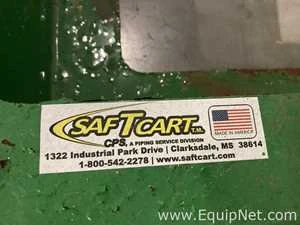 SAFTCART TM
CPS, A PIPING SERVICE DIVISION
MADE IN AMERICA
1322 Industrial Park Drive | Clarksdale, MS 38614
1-800-542-2278 | www.saftcart.com
www.EquipNet.com